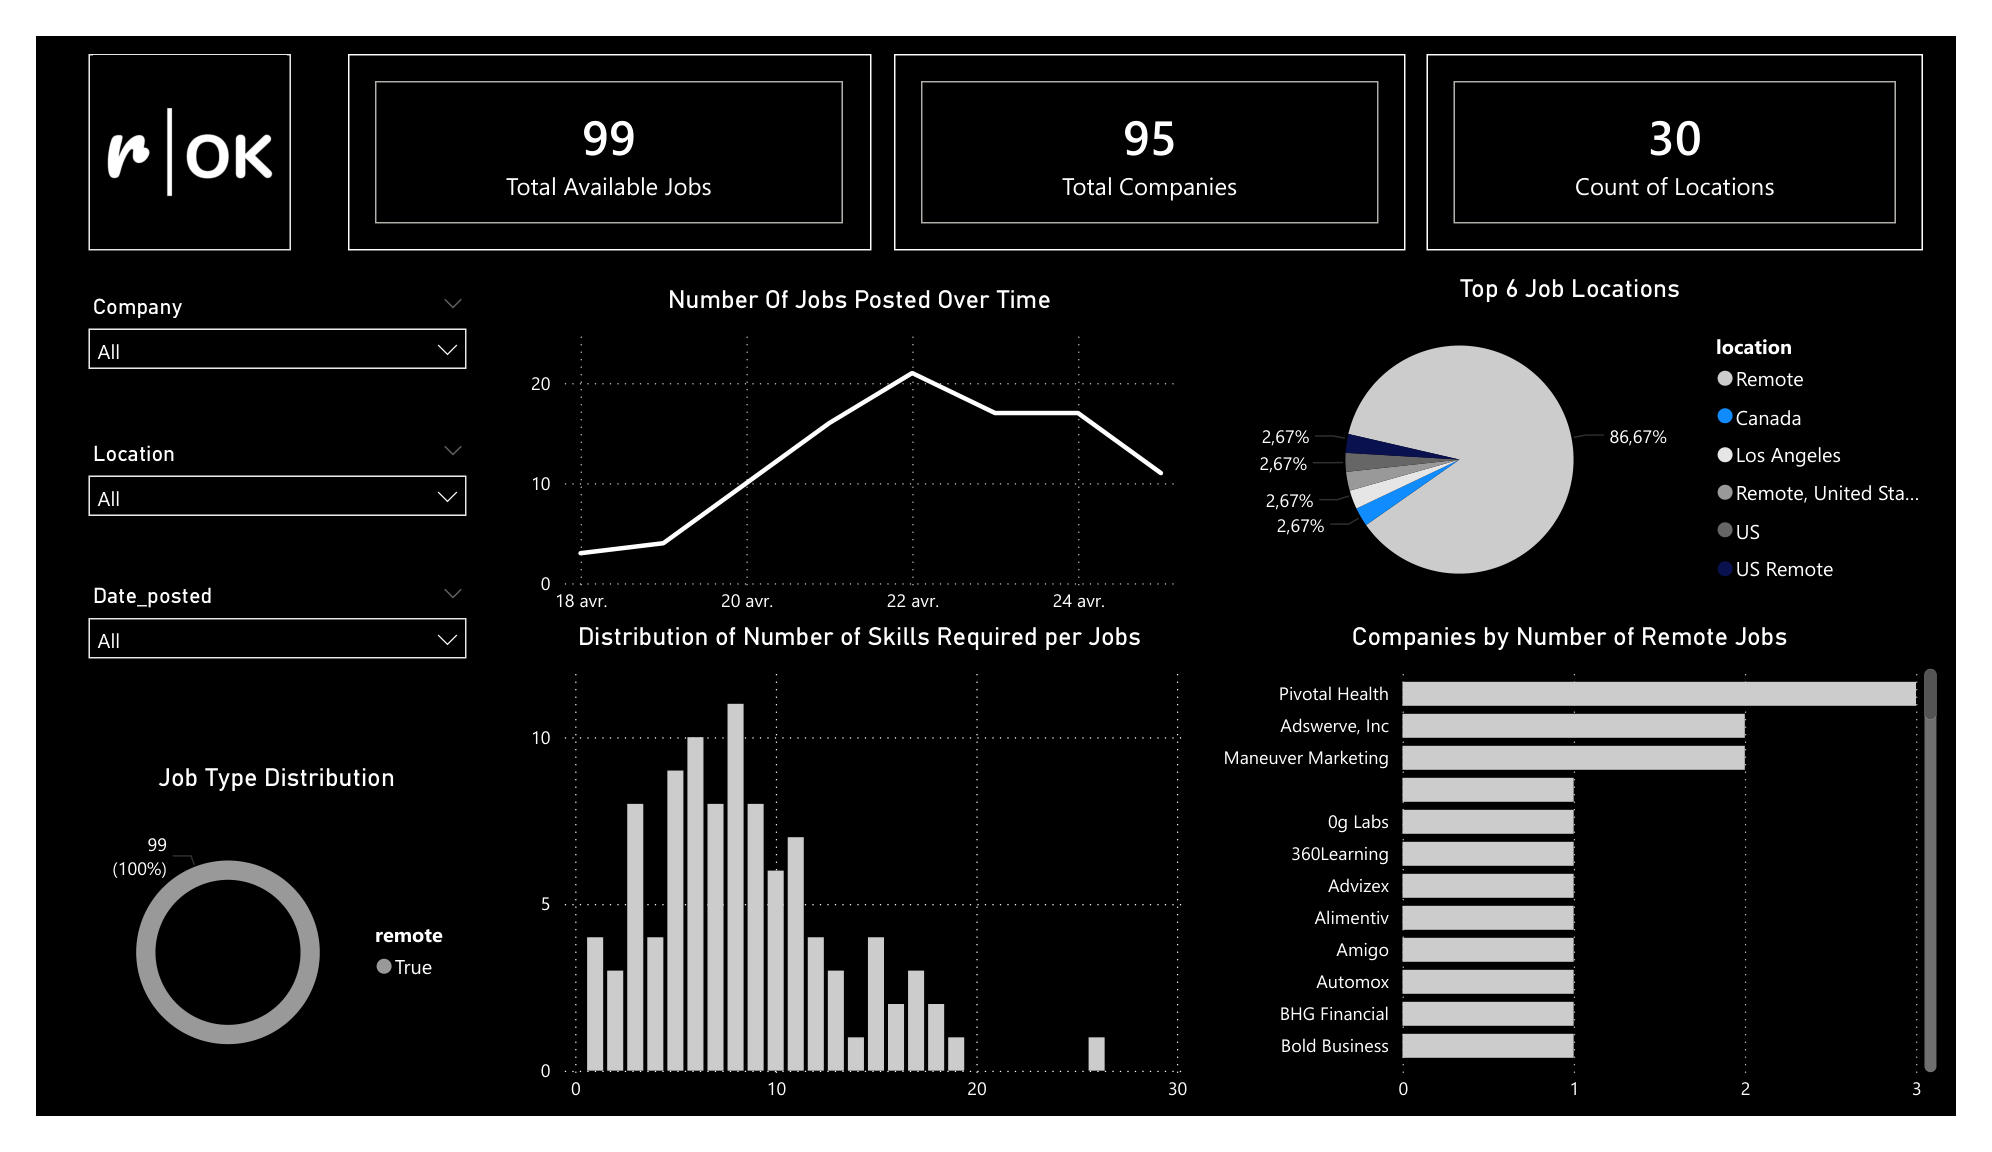 r|OK
99
Total Available Jobs
95
Total Companies
30
Count of Locations
Company
All
Location
All
Date_posted
All
Job Type Distribution
99
(100%)
remote
True
Number Of Jobs Posted Over Time
20
10
0
18 avr.
20 avr.
22 avr.
24 avr.
Top 6 Job Locations
2,67%
2,67%
2,67%
2,67%
86,67%
location
Remote
Canada
Los Angeles
Remote, United Sta...
US
US Remote
Distribution of Number of Skills Required per Jobs
10
5
0
0
10
20
30
Companies by Number of Remote Jobs
Pivotal Health
Adswerve, Inc
Maneuver Marketing
0g Labs
360Learning
Advizex
Alimentiv
Amigo
Automox
BHG Financial
Bold Business
0
1
2
3